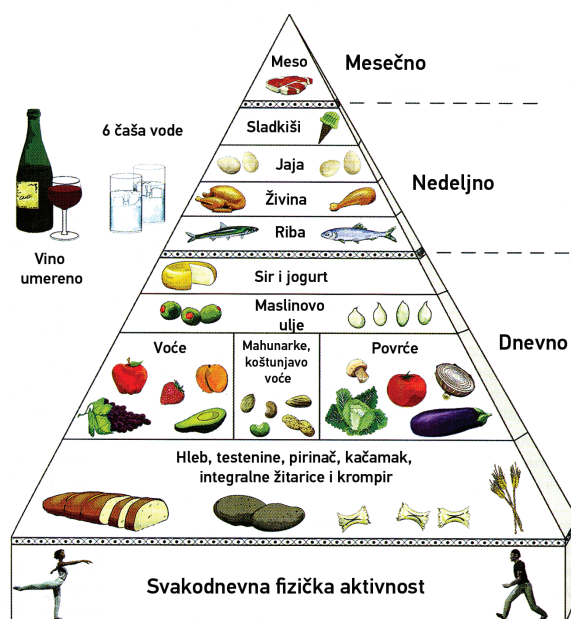 Meso
Mesečno
Sladkiši
6 čaša vode
Jaja
Nedeljno
Živina
Riba
Vino
umereno
Sir i jogurt
Maslinovo
ulje
Dnevno
Voće
Mahunarke,
koštunjavo
voće
Povrće
Hleb, testenine, pirinač, kačamak,
integralne žitarice i krompir
Svakodnevna fizička aktivnost